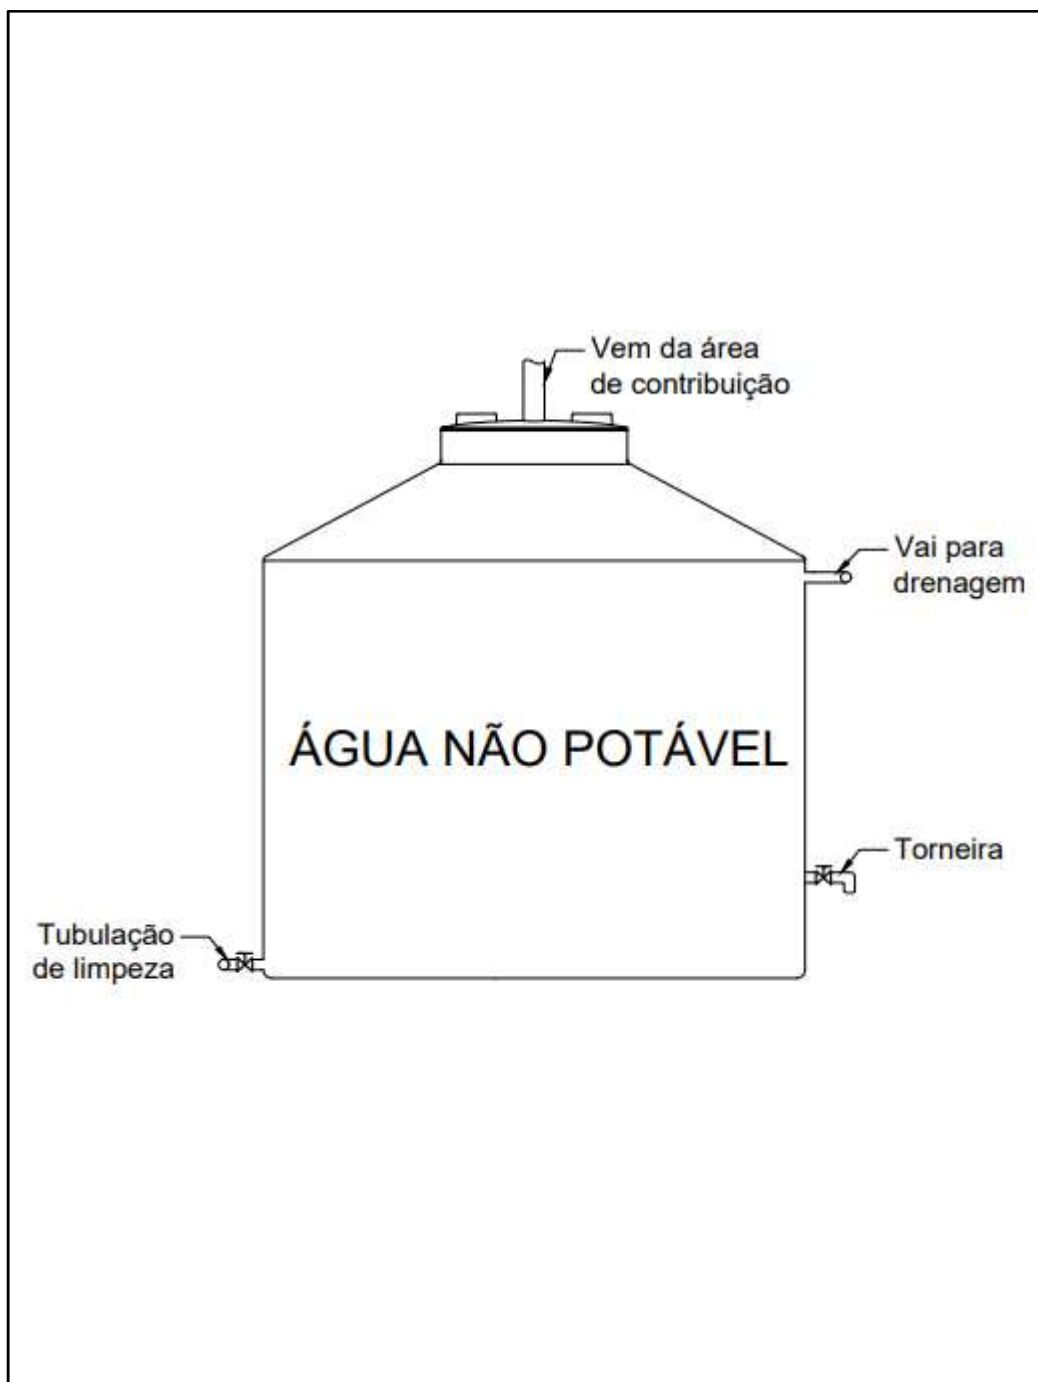 Vem da área
de contribuição
Vai para
drenagem
ÁGUA NÃO POTÁVEL
Torneira
Tubulação
de limpeza